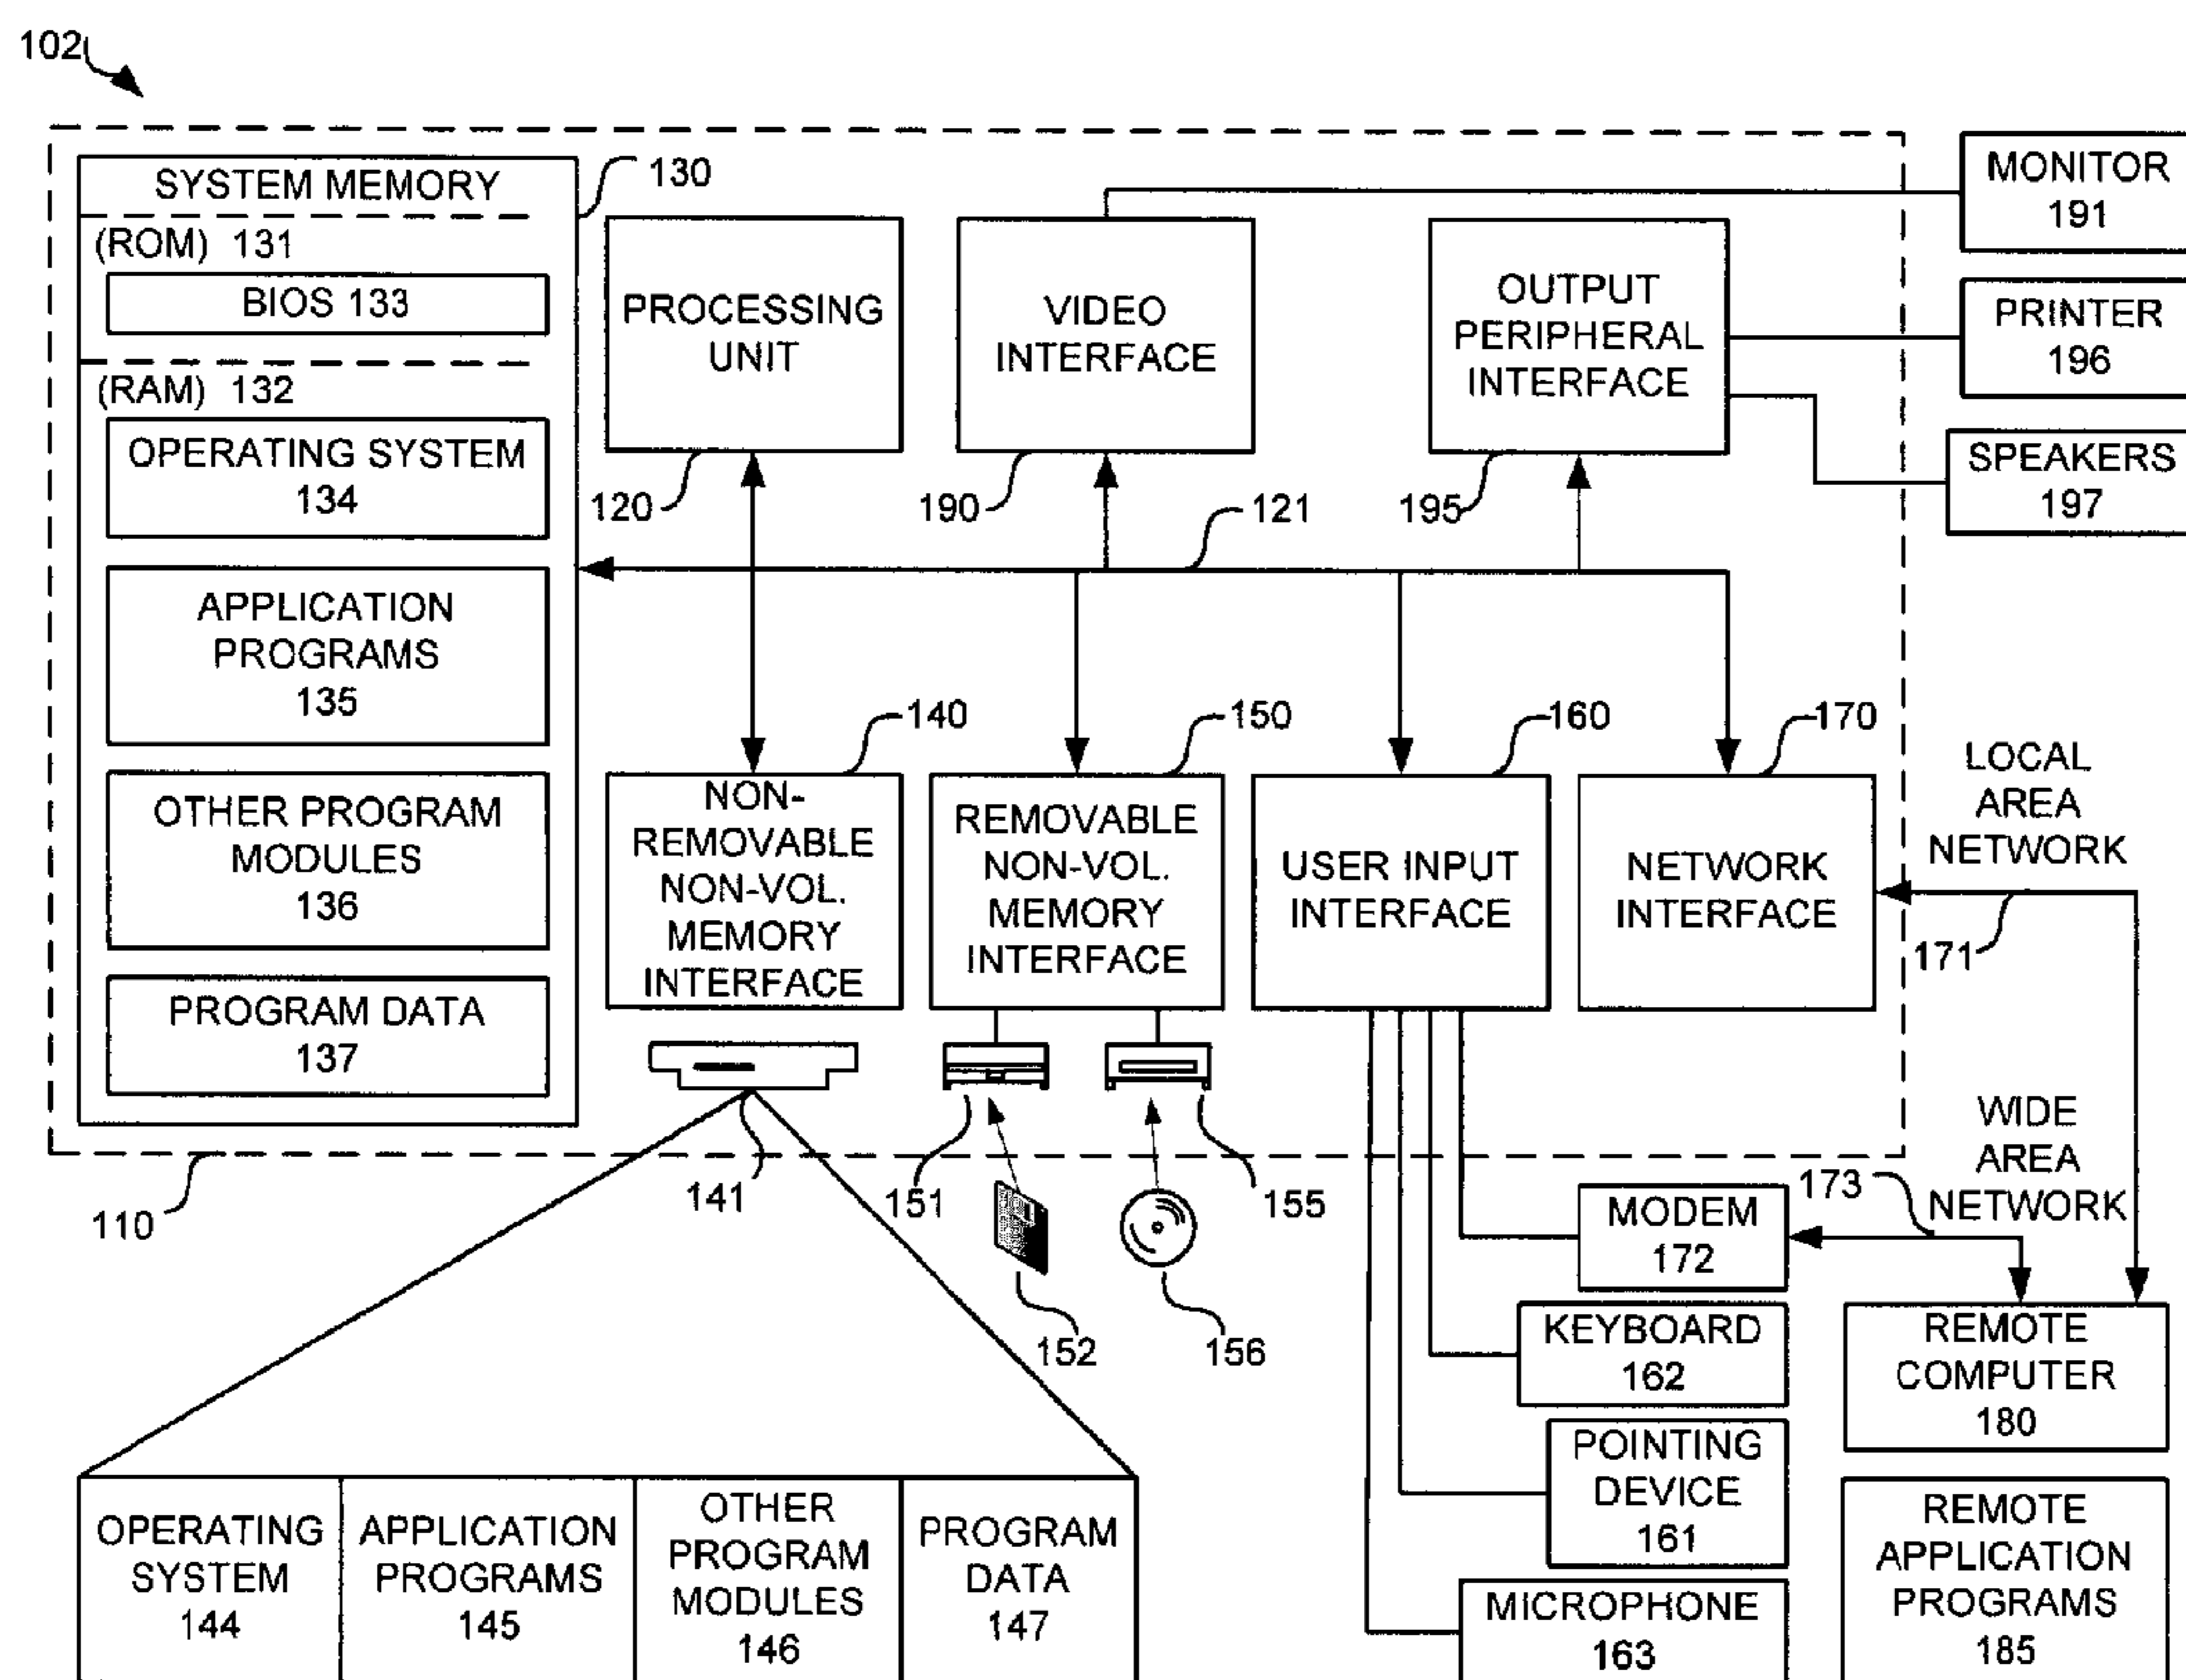 102
SYSTEM MEMORY
130
(ROM) 131
BIOS 133
(RAM) 132
OPERATING SYSTEM
134
APPLICATION
PROGRAMS
135
OTHER PROGRAM
MODULES
136
PROGRAM DATA
137
110
PROCESSING
UNIT
120
VIDEO
INTERFACE
190
121
OUTPUT
PERIPHERAL
INTERFACE
195
MONITOR
191
PRINTER
196
SPEAKERS
197
140
NON-
REMOVABLE
NON-VOL.
MEMORY
INTERFACE
150
REMOVABLE
NON-VOL.
MEMORY
INTERFACE
160
USER INPUT
INTERFACE
170
NETWORK
INTERFACE
LOCAL
AREA
NETWORK
171
141
151
155
152
156
WIDE
AREA
NETWORK
173
MODEM
172
KEYBOARD
162
POINTING
DEVICE
161
MICROPHONE
163
REMOTE
COMPUTER
180
REMOTE
APPLICATION
PROGRAMS
185
OPERATING
SYSTEM
144
APPLICATION
PROGRAMS
145
OTHER
PROGRAM
MODULES
146
PROGRAM
DATA
147